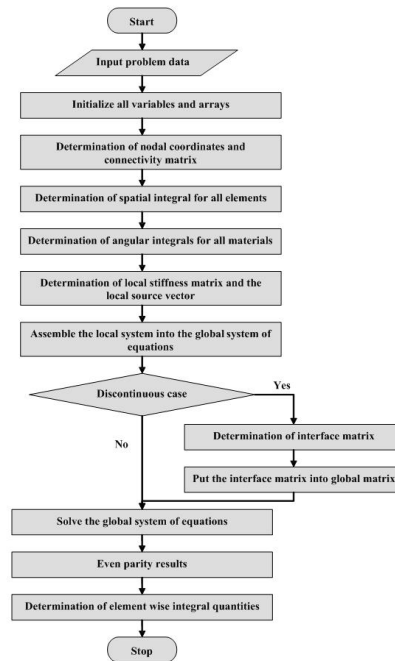 Start
Input problem data
Initialize all variables and arrays
Determination of nodal coordinates and
connectivity matrix
Determination of spatial integral for all elements
Determination of angular integrals for all materials
Determination of local stiffness matrix and the
local source vector
Assemble the local system into the global system of
equations
Discontinuous case
Yes
No
Determination of interface matrix
Put the interface matrix into global matrix
Solve the global system of equations
Even parity results
Determination of element wise integral quantities
Stop